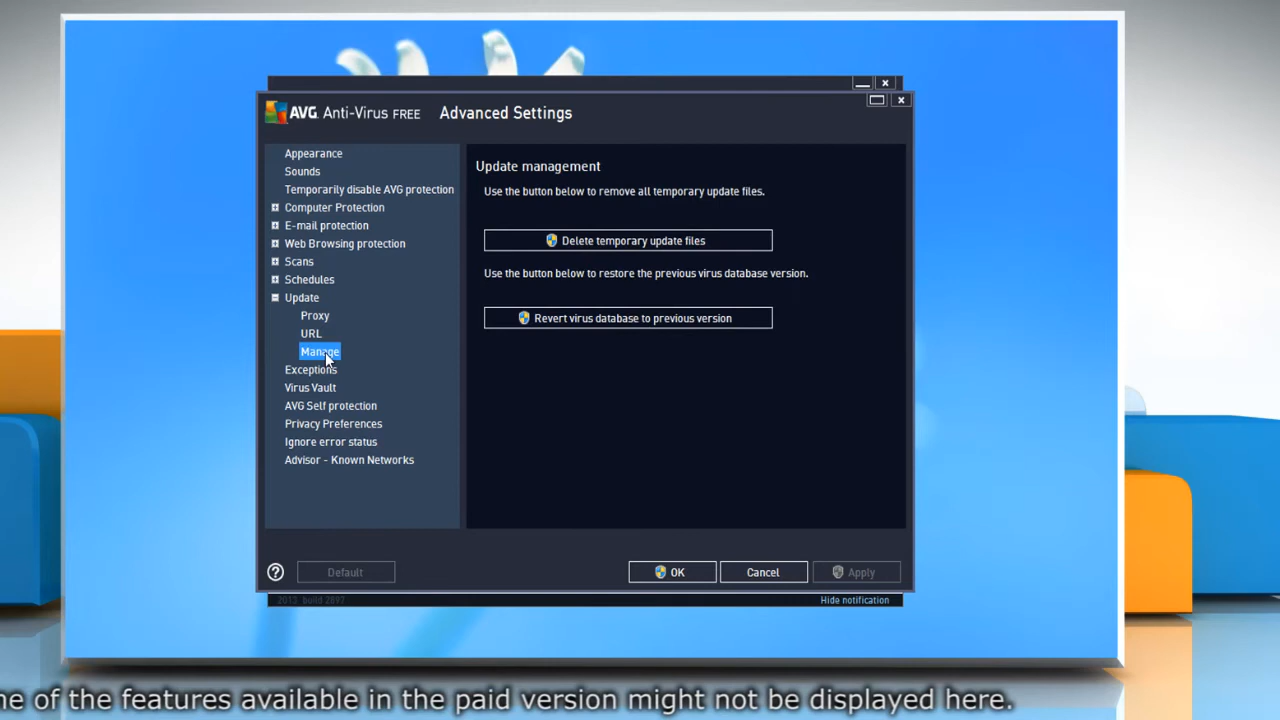 AVG Anti-Virus FREE Advanced Settings
Appearance
Sounds
Temporarily disable AVG protection
Computer Protection
E-mail protection
Web Browsing protection
Scans
Schedules
Update
Proxy
URL
Manage
Exceptions
Virus Vault
AVG Self protection
Privacy Preferences
Ignore error status
Advisor - Known Networks
Update management
Use the button below to remove all temporary update files.
Delete temporary update files
Use the button below to restore the previous virus database version.
Revert virus database to previous version
Default
OK
Cancel
Apply
2013 build 2897
Hide notification
ne of the features available in the paid version might not be displayed here.